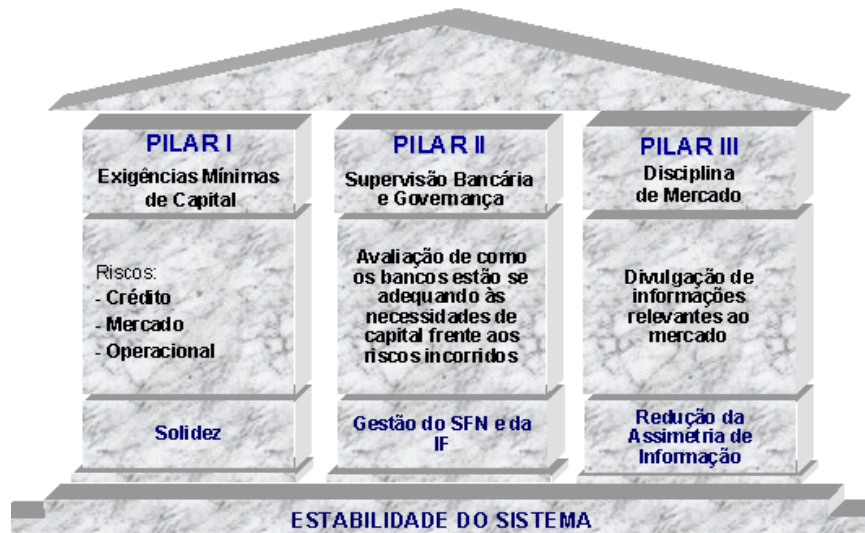 PILAR I
Exigências Mínimas
de Capital
Riscos:
- Crédito
- Mercado
- Operacional
Solidez
PILAR II
Supervisão Bancária
e Governança
Avaliação de como
os bancos estão se
adequando às
necessidades de
capital frente aos
riscos incorridos
Gestão do SFN e da
IF
PILAR III
Disciplina
de Mercado
Divulgação de
informações
relevantes ao
mercado
Redução da
Assimétria de
Informação
ESTABILIDADE DO SISTEMA